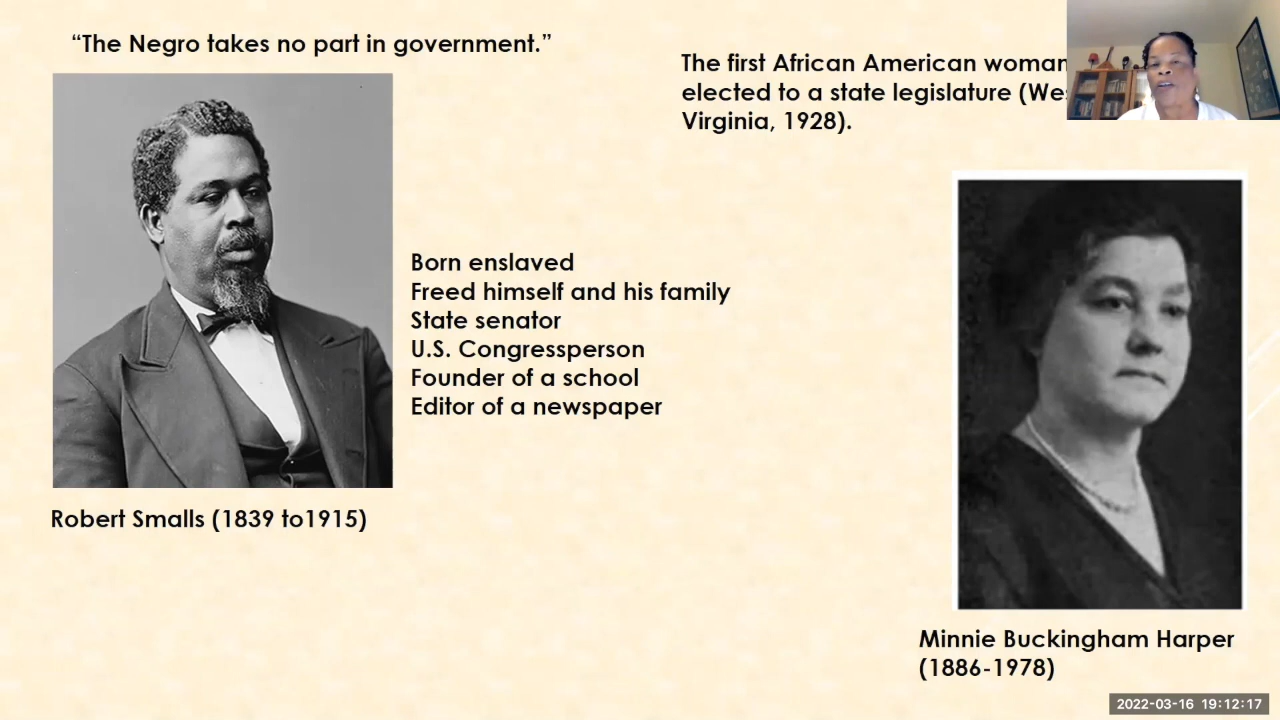 “The Negro takes no part in government.”
The first African American woman
elected to a state legislature (Wes
Virginia, 1928).
Born enslaved
Freed himself and his family
State senator
U.S. Congressperson
Founder of a school
Editor of a newspaper
Robert Smalls (1839 to1915)
Minnie Buckingham Harper
(1886-1978)
2022-03-16 19:12:17